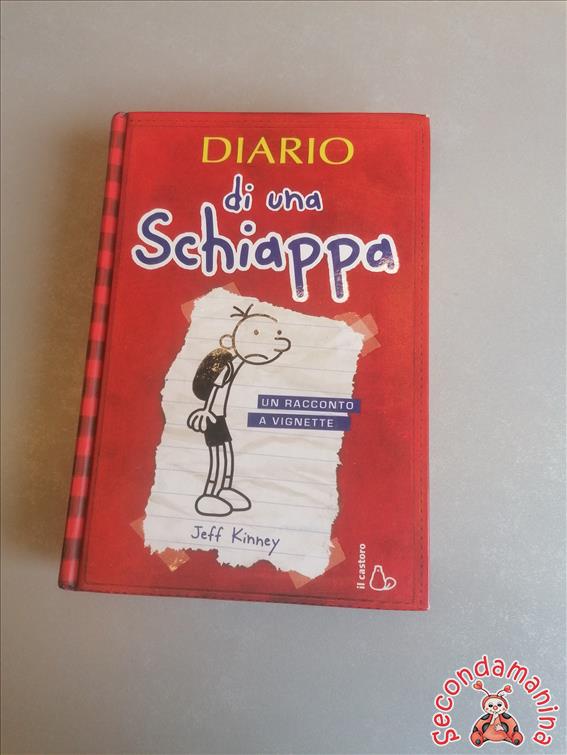 DIARIO
di una
Schiappa
UN RACCONTO
A VIGNETTE
Jeff Kinney
il castoro
Secondamanina